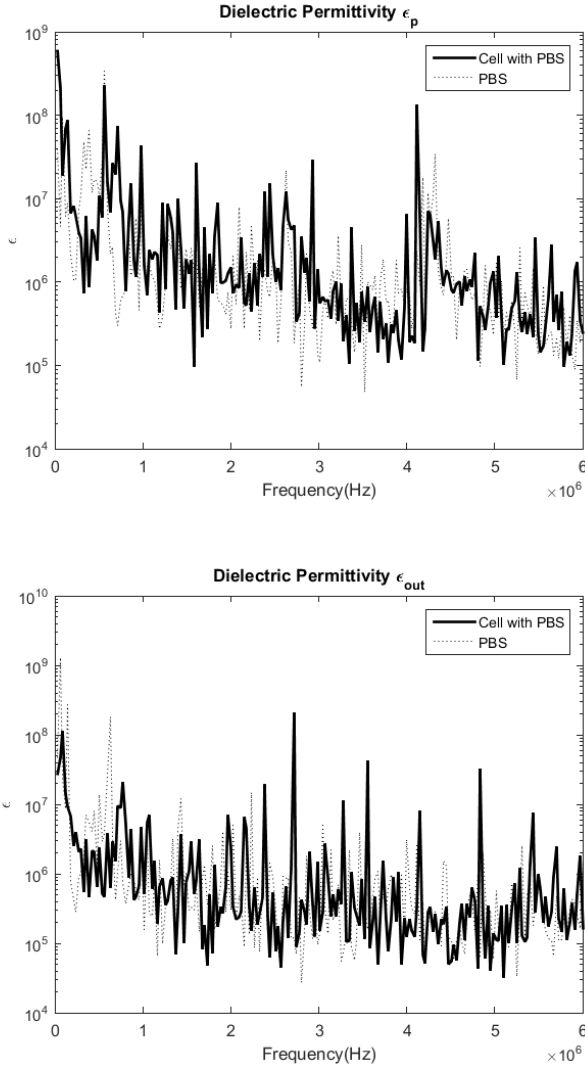 Dielectric Permittivity ϵp
10^9
10^8
10^7
10^6
10^5
10^4
ϵ
Cell with PBS
PBS
0 1 2 3 4 5 6
Frequency(Hz)
×10^6
Dielectric Permittivity ϵout
10^10
10^9
10^8
10^7
10^6
10^5
10^4
ϵ
Cell with PBS
PBS
0 1 2 3 4 5 6
Frequency(Hz)
×10^6